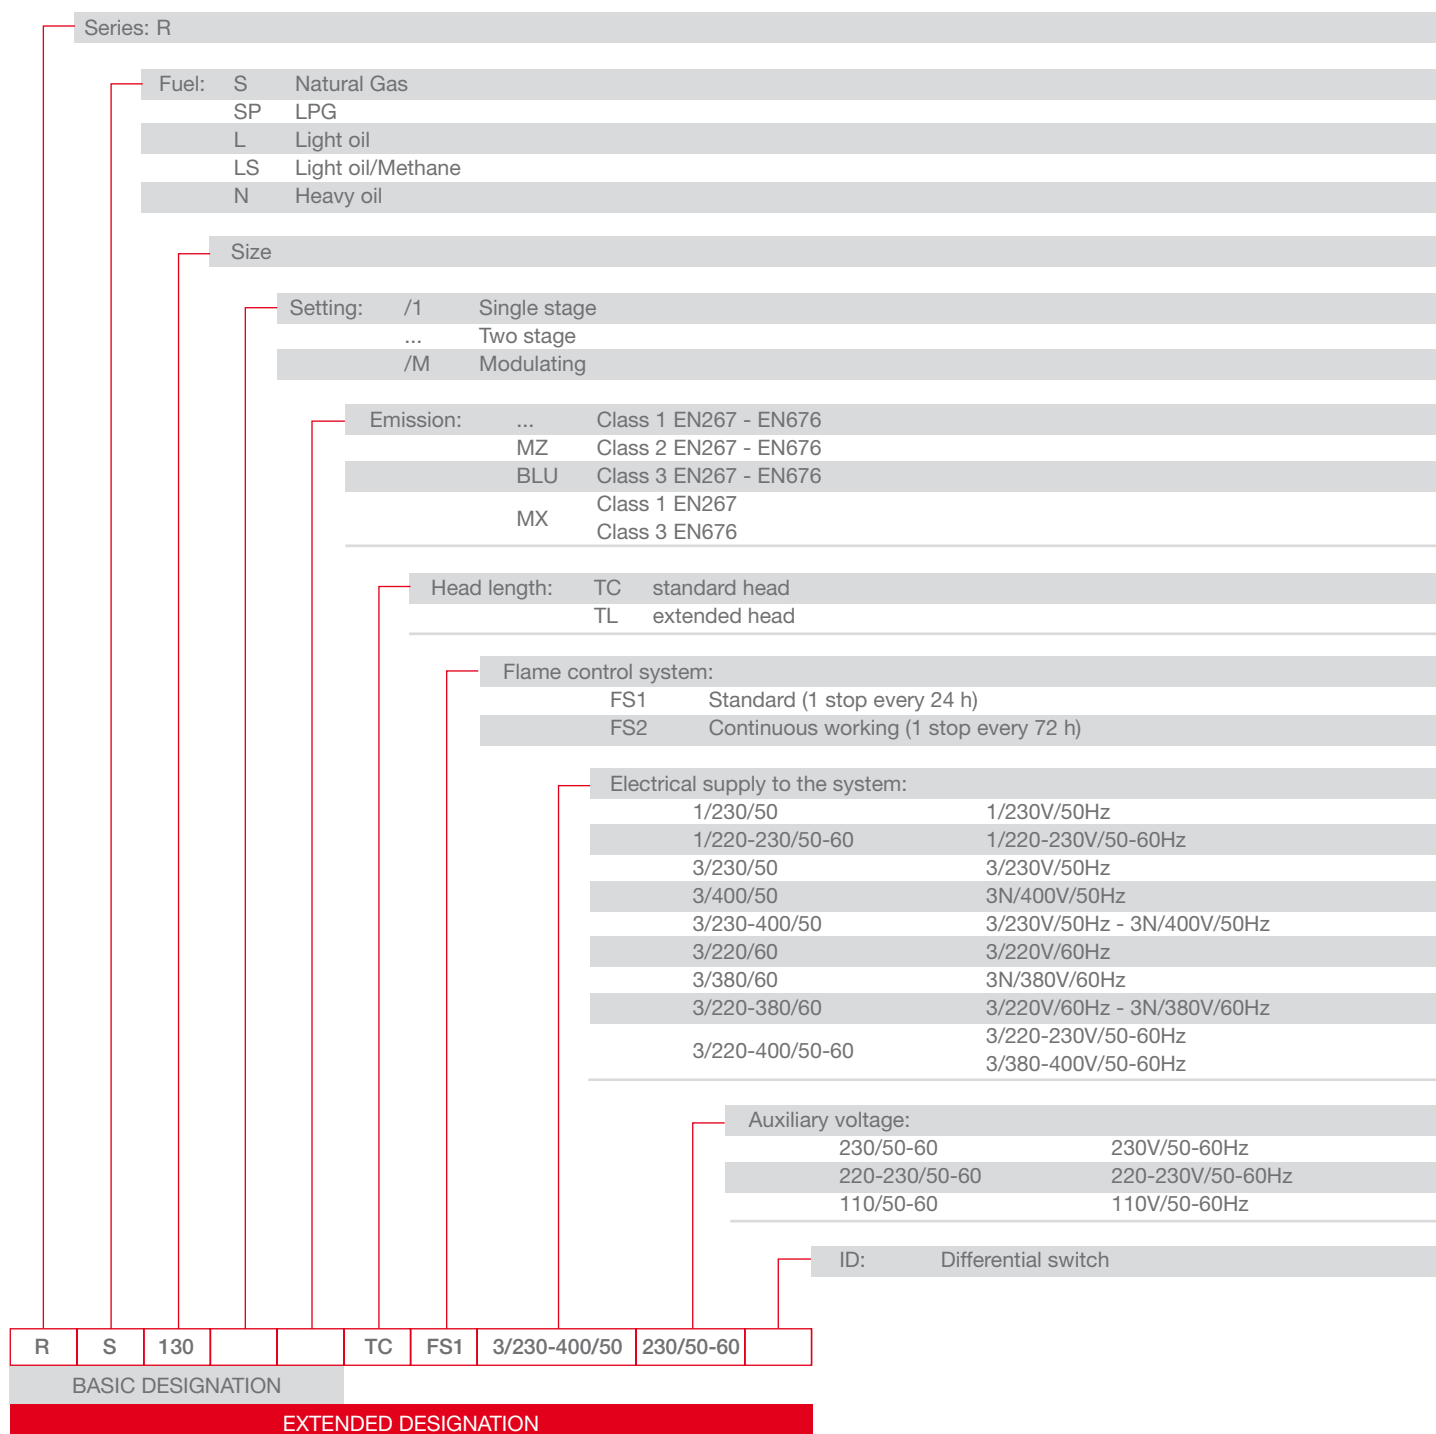 Series: R
Fuel: S Natural Gas
SP LPG
L Light oil
LS Light oil/Methane
N Heavy oil
Size
Setting: /1 Single stage
... Two stage
/M Modulating
Emission: ... Class 1 EN267 - EN676
MZ Class 2 EN267 - EN676
BLU Class 3 EN267 - EN676
MX Class 1 EN267
Class 3 EN676
Head length: TC standard head
TL extended head
Flame control system:
FS1 Standard (1 stop every 24 h)
FS2 Continuous working (1 stop every 72 h)
Electrical supply to the system:
1/230/50 1/230V/50Hz
1/220-230/50-60 1/220-230V/50-60Hz
3/230/50 3/230V/50Hz
3/400/50 3N/400V/50Hz
3/230-400/50 3/230V/50Hz - 3N/400V/50Hz
3/220/60 3/220V/60Hz
3/380/60 3N/380V/60Hz
3/220-380/60 3/220V/60Hz - 3N/380V/60Hz
3/220-400/50-60 3/220-230V/50-60Hz
3/380-400V/50-60Hz
Auxiliary voltage:
230/50-60 230V/50-60Hz
220-230/50-60 220-230V/50-60Hz
110/50-60 110V/50-60Hz
ID: Differential switch
R S 130 TC FS1 3/230-400/50 230/50-60
BASIC DESIGNATION
EXTENDED DESIGNATION